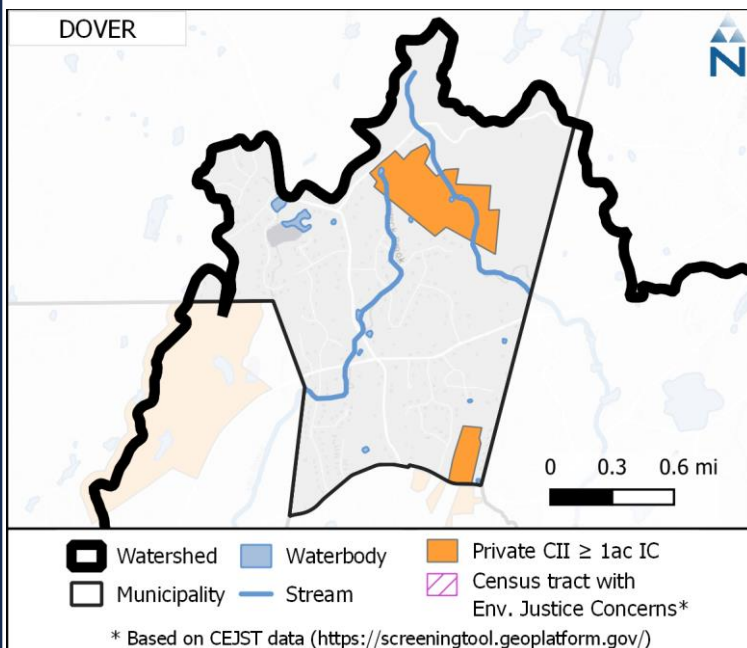 DOVER
N
0 0.3 0.6 mi
Watershed
Waterbody
Private CII ≥ 1ac IC
Municipality
Stream
Census tract with
Env. Justice Concerns*
* Based on CEJST data (https://screeningtool.geoplatform.gov/)